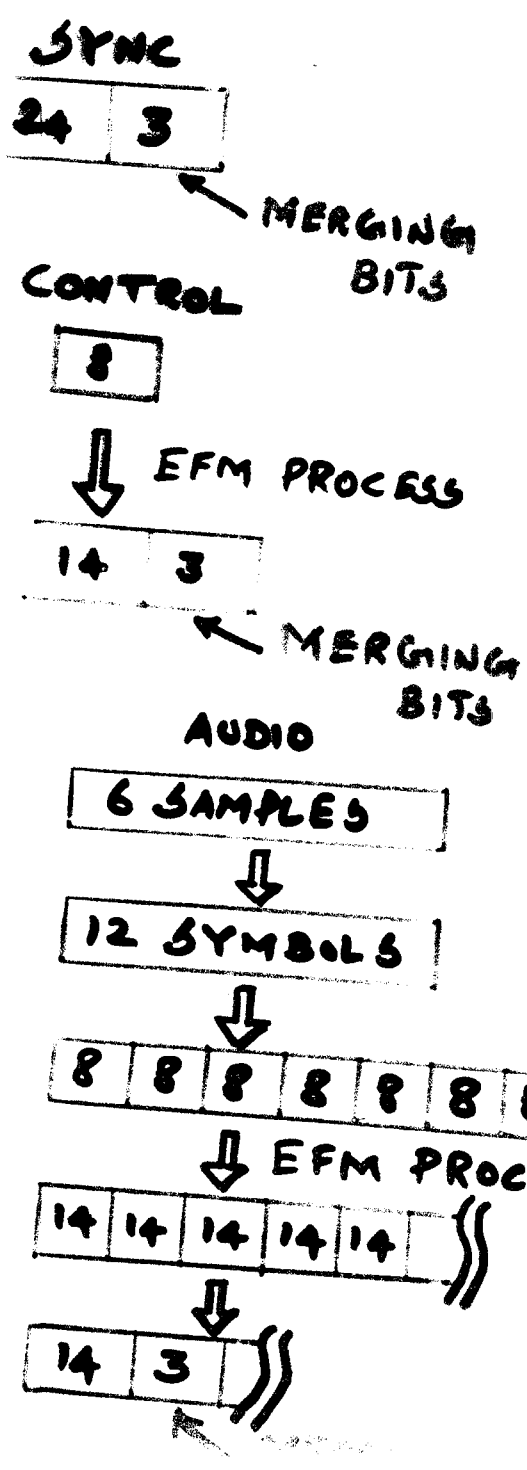 SYNC
24 3
MERGING
BITS
CONTROL
8
EFM PROCESS
14 3
MERGING
BITS
AUDIO
6 SAMPLES
12 SYMBOLS
8 8 8 8 8 8
EFM PROC
14 14 14 14 14
14 3